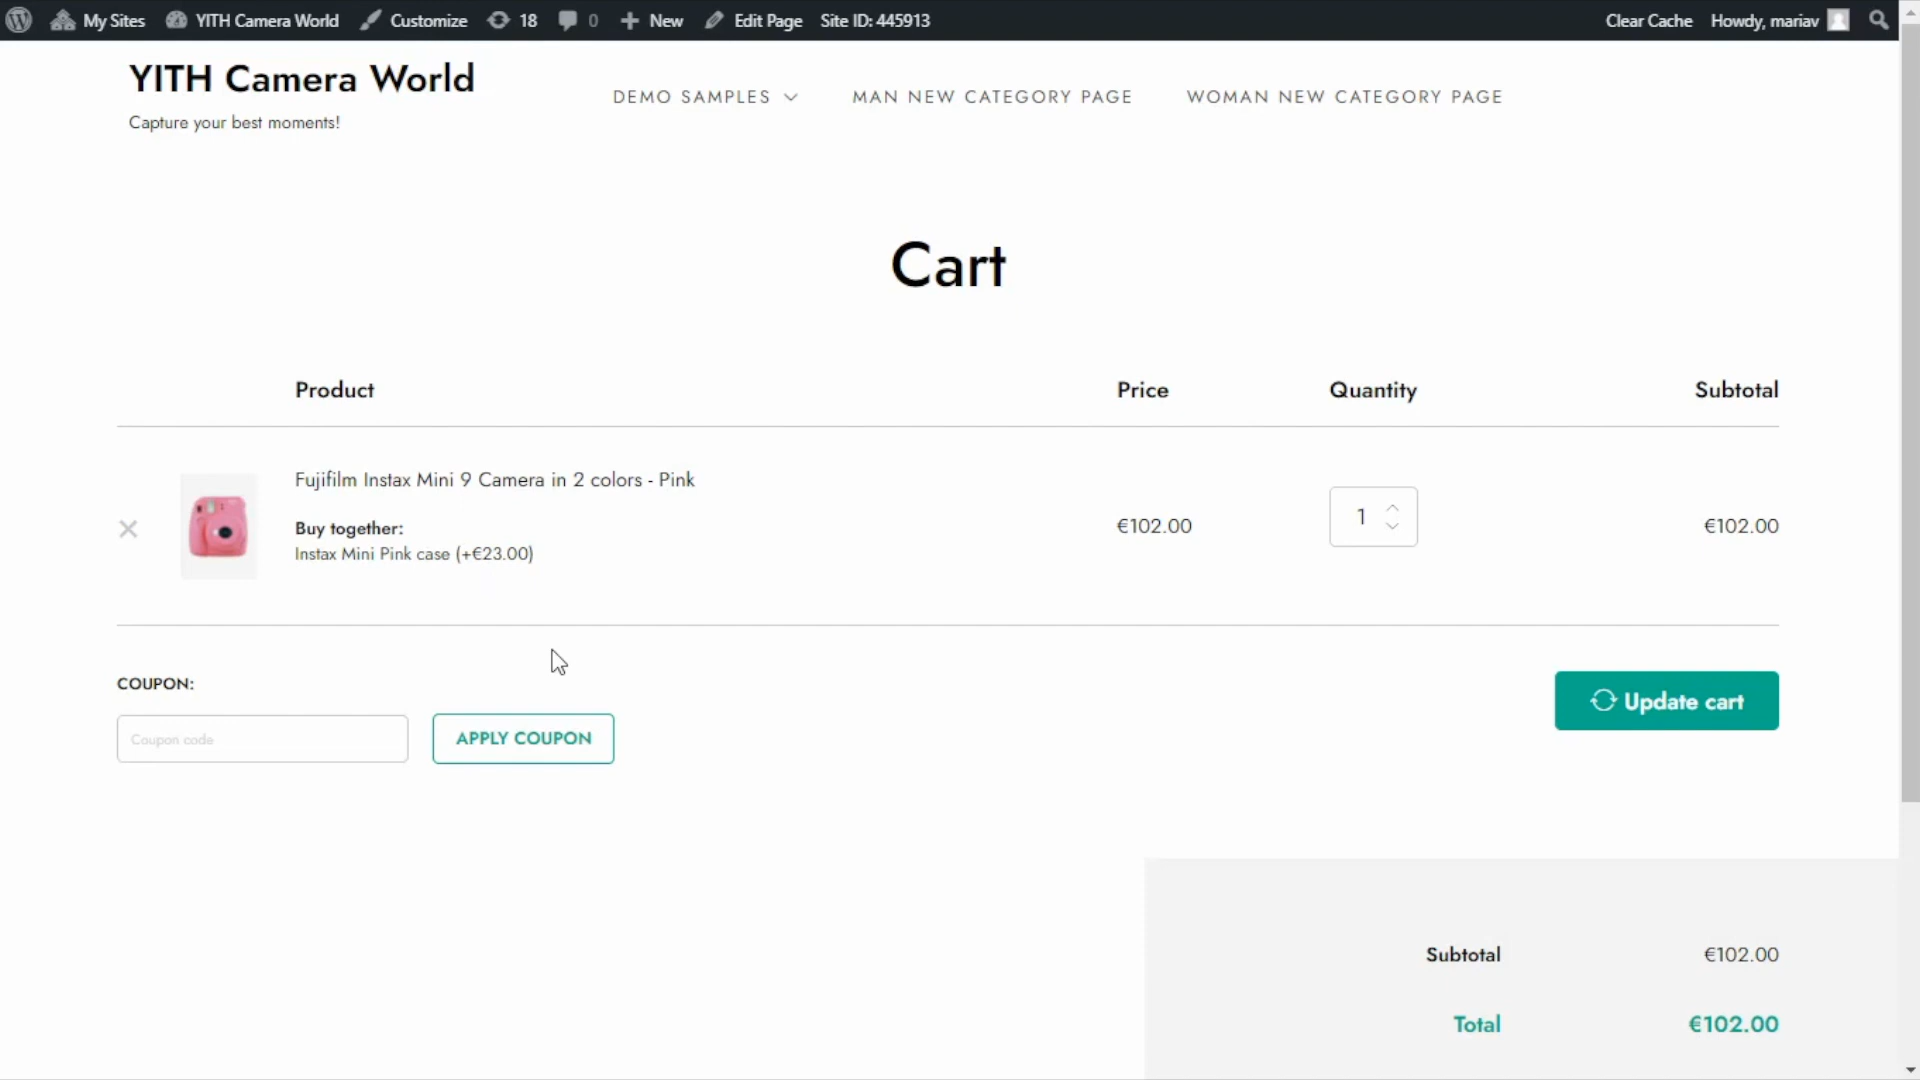 My Sites YITH Camera World Customize 18 0 New Edit Page Site ID: 445913 Clear Cache Howdy, mariav
YITH Camera World
Capture your best moments!
DEMO SAMPLES MAN NEW CATEGORY PAGE WOMAN NEW CATEGORY PAGE
Cart
Product Price Quantity Subtotal
Fujifilm Instax Mini 9 Camera in 2 colors - Pink
Buy together:
Instax Mini Pink case (+€23.00)
€102.00 1 €102.00
COUPON:
Coupon code APPLY COUPON
Update cart
Subtotal €102.00
Total €102.00